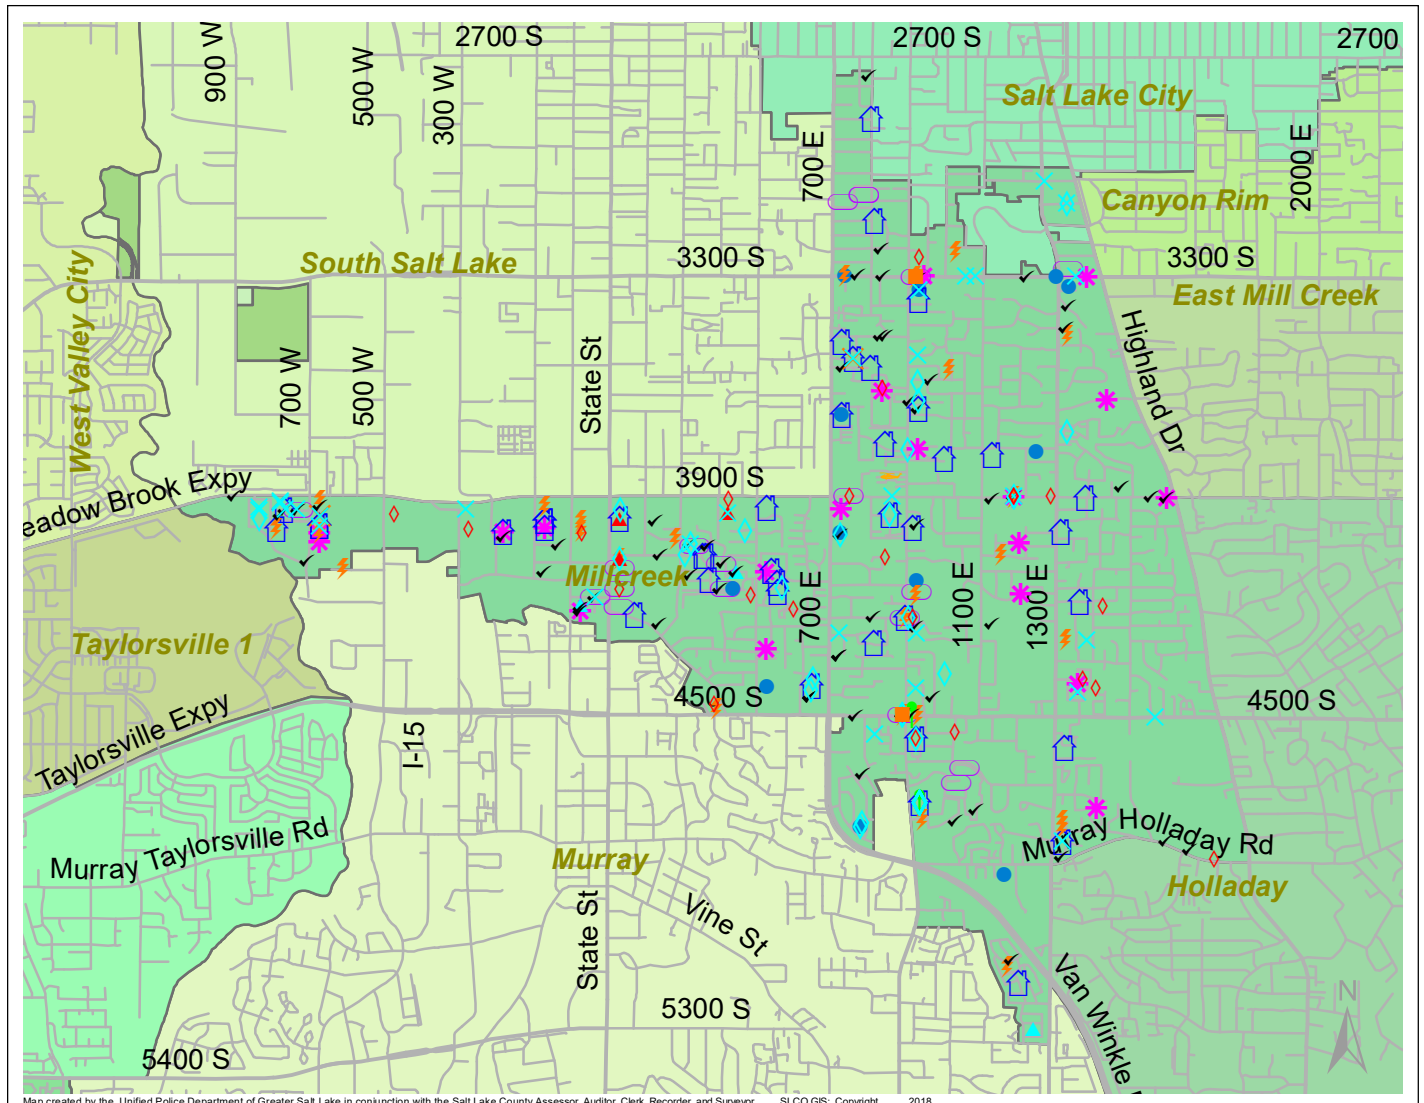 2700 S
2700 S
2700
900 W
500 W
300 W
Salt Lake City
700 E
2000 E
Canyon Rim
3300 S
3300 S
South Salt Lake
West Valley City
East Mill Creek
Highland Dr
State St
700 W
500 W
3900 S
eadow Brook Expy
Millcreek
700 E
1100 E
1300 E
Taylorsville 1
4500 S
4500 S
Taylorsville Expy
I-15
Murray Taylorsville Rd
Murray Holladay Rd
Murray
Holladay
State St
Vine St
Van Winkle
5300 S
N
5400 S
Map created by the Unified Police Department of Greater Salt Lake in conjunction with the Salt Lake County Assessor, Auditor, Clerk, Recorder, and Surveyor SLCO GIS: Copyright 2018